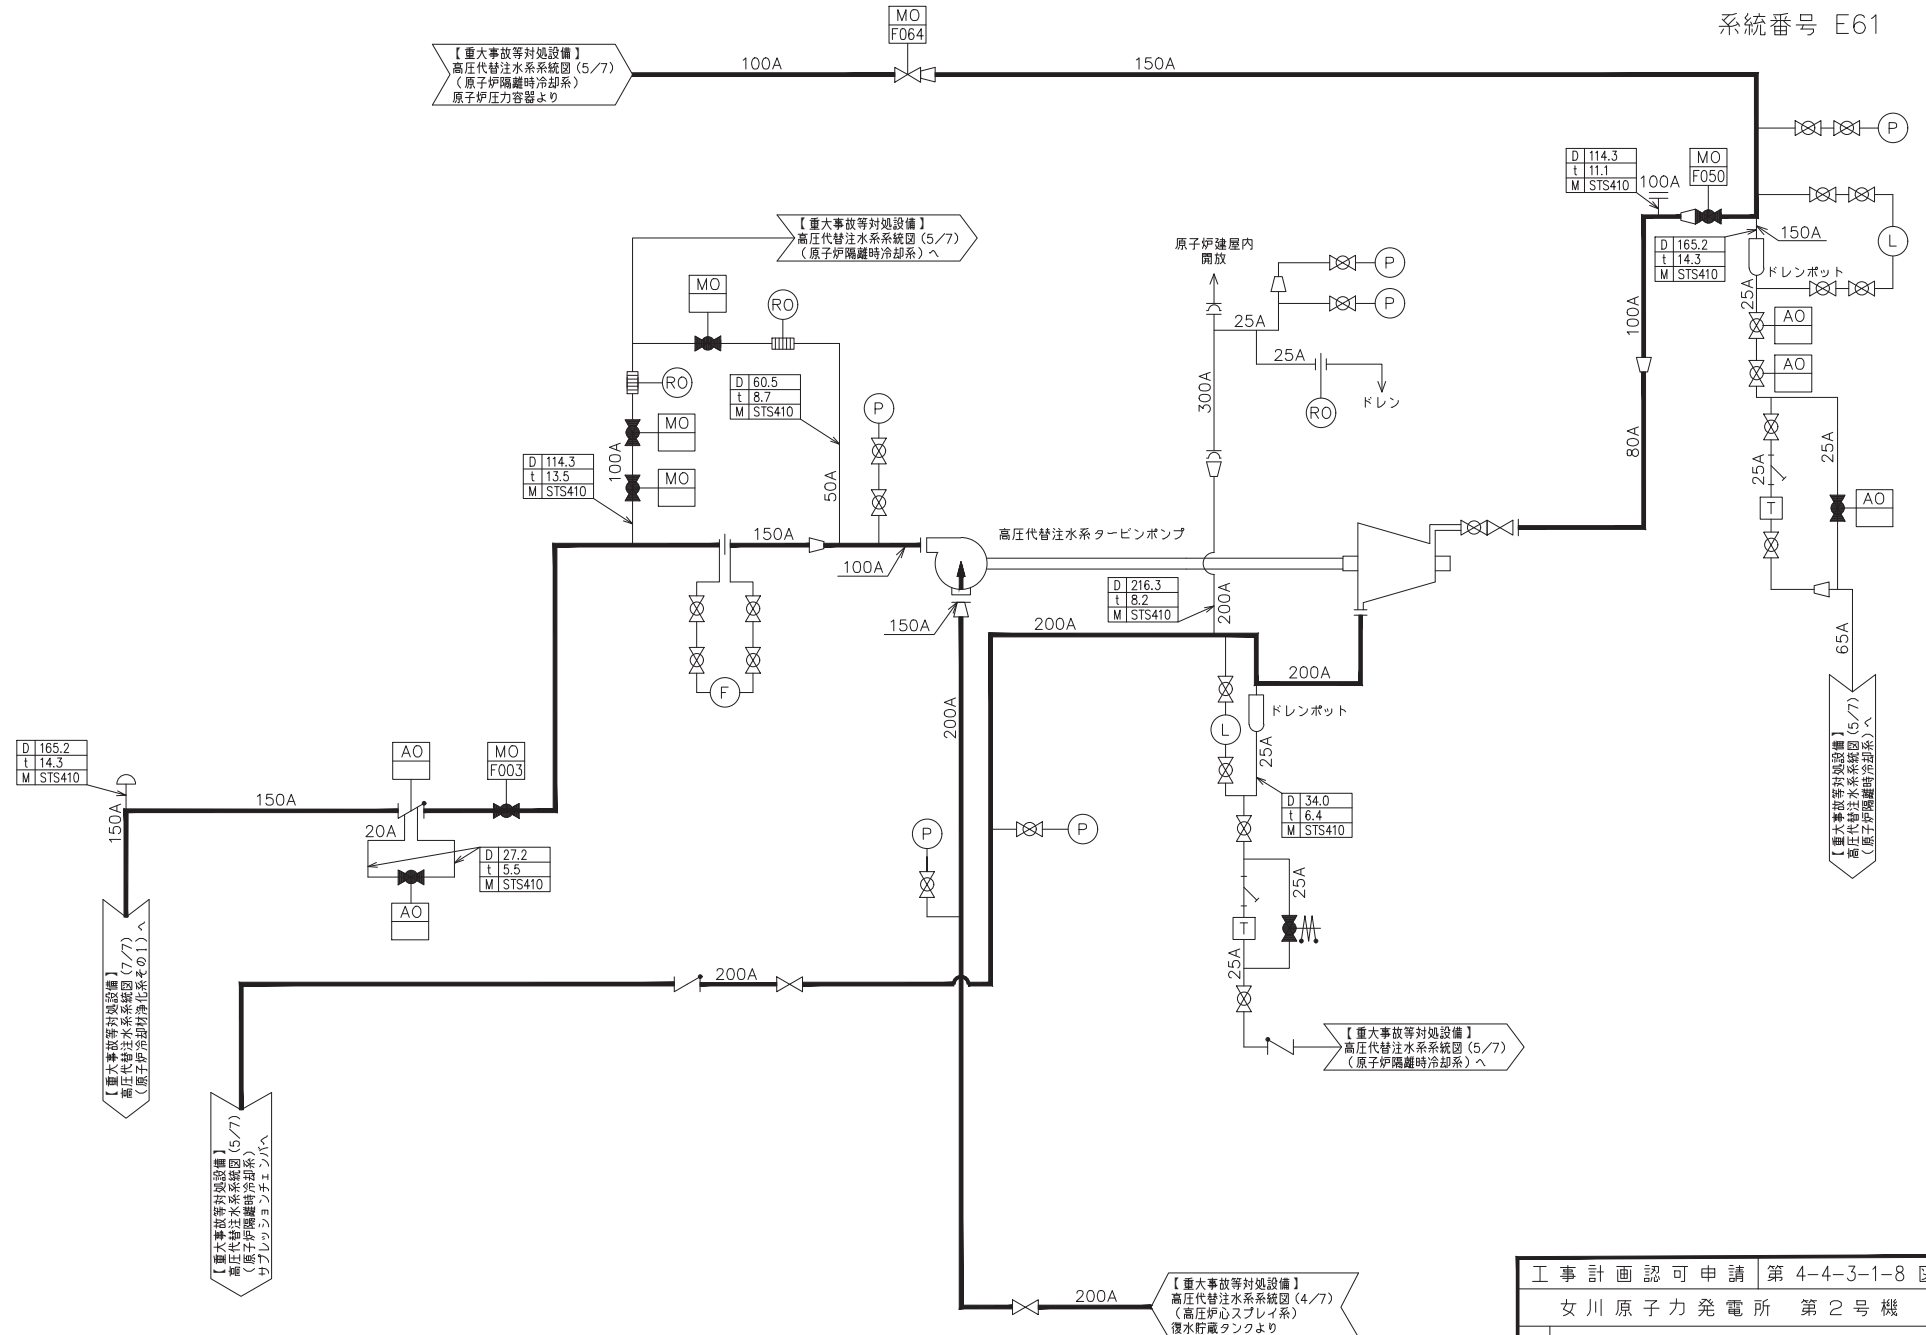 系統番号 E61
MO
F064
【重大事故等対処設備】
高圧代替注水系系統図(5/7)
(原子炉隔離時冷却系)
原子炉圧力容器より
100A
150A
P
D 114.3
t 11.1
M STS410
100A
MO
F050
【重大事故等対処設備】
高圧代替注水系系統図(5/7)
(原子炉隔離時冷却系)へ
原子炉建屋内
開放
P
P
D 165.2
t 14.3
M STS410
150A
L
ドレンポット
25A
AO
AO
MO
RO
25A
25A
RO
ドレン
300A
100A
80A
RO
D 60.5
t 8.7
M STS410
P
MO
MO
100A
50A
D 114.3
t 13.5
M STS410
25A
25A
T
AO
150A
100A
高圧代替注水系タービンポンプ
D 216.3
t 8.2
M STS410
200A
150A
200A
200A
F
200A
L
ドレンポット
25A
65A
【重大事故等対処設備】
高圧代替注水系系統図(5/7)
(原子炉隔離時冷却系)へ
D 165.2
t 14.3
M STS410
AO
MO
F003
150A
150A
20A
D 27.2
t 5.5
M STS410
AO
P
P
D 34.0
t 6.4
M STS410
25A
T
25A
【重大事故等対処設備】
高圧代替注水系系統図(7/7)
(原子炉冷却材浄化系その1)へ
200A
【重大事故等対処設備】
高圧代替注水系系統図(5/7)
(原子炉隔離時冷却系)へ
【重大事故等対処設備】
高圧代替注水系系統図(5/7)
(原子炉隔離時冷却系)
サプレッションチェンバへ
200A
【重大事故等対処設備】
高圧代替注水系系統図(4/7)
(高圧炉心スプレイ系)
復水貯蔵タンクより
工事計画認可申請 第 4-4-3-1-8 図
女川原子力発電所 第2号機